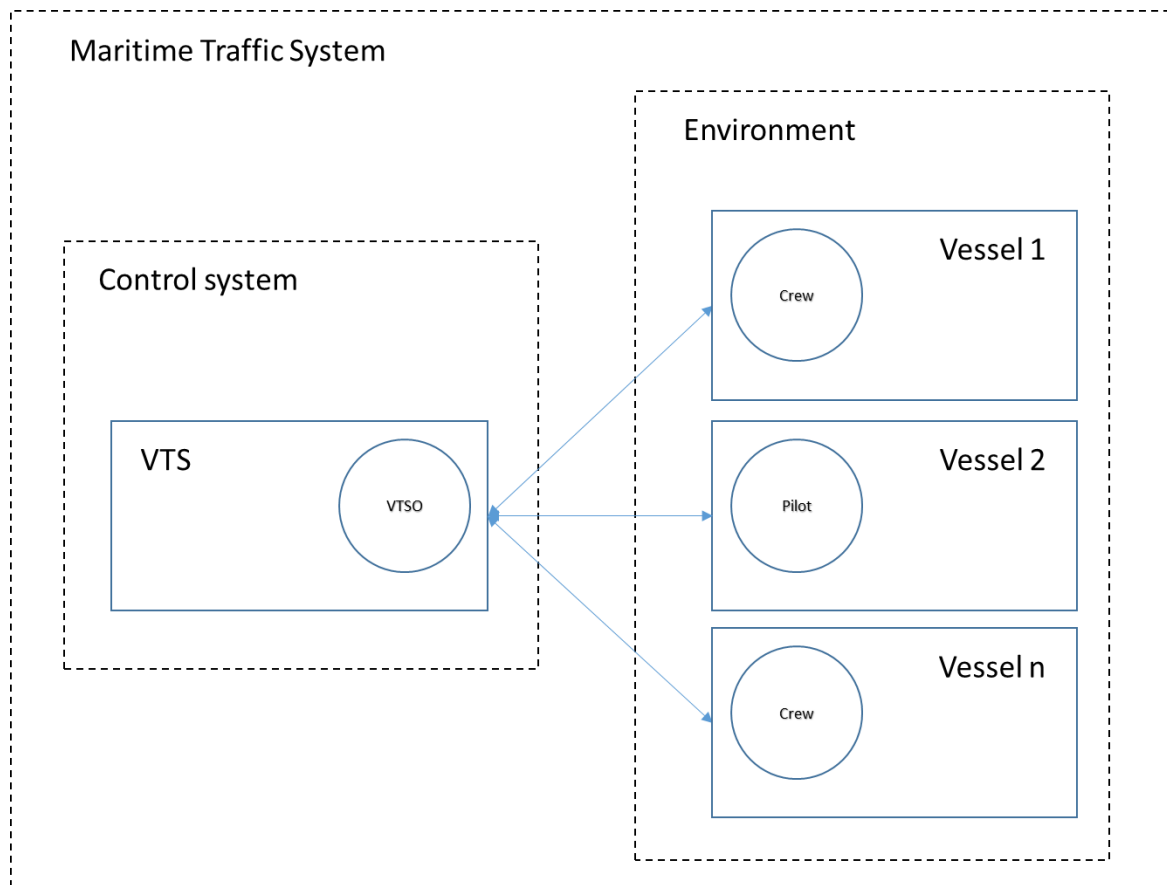 Maritime Traffic System
Environment
Vessel 1
Crew
Control system
VTS
VTSO
Vessel 2
Pilot
Vessel n
Crew